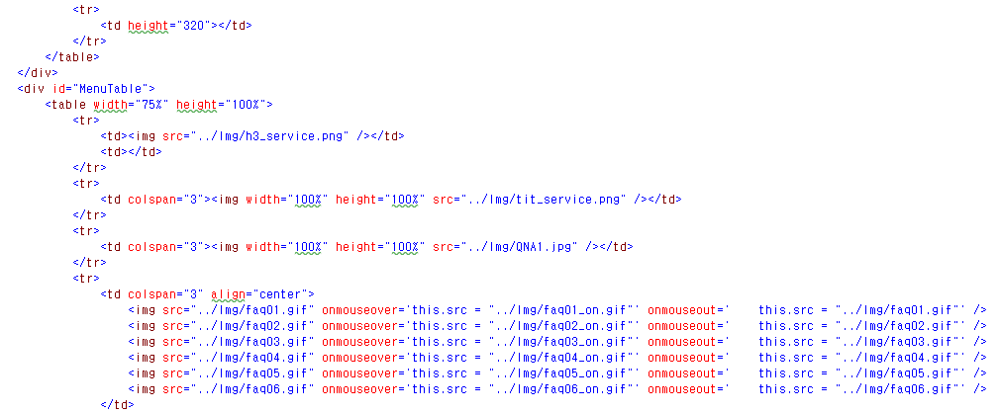 <tr>
<td height="320"></td>
</tr>
</table>
</div>
<div id="MenuTable">
<table width="75%" height="100%">
<tr>
<td><img src="../Img/h3_service.png" /></td>
<td></td>
</tr>
<tr>
<td colspan="3"><img width="100%" height="100%" src="../Img/tit_service.png" /></td>
</tr>
<tr>
<td colspan="3"><img width="100%" height="100%" src="../Img/QNA1.jpg" /></td>
</tr>
<tr>
<td colspan="3" align="center">
<img src="../Img/faq01.gif" onmouseover='this.src = "../Img/faq01_on.gif"' onmouseout='    this.src = "../Img/faq01.gif"' />
<img src="../Img/faq02.gif" onmouseover='this.src = "../Img/faq02_on.gif"' onmouseout='    this.src = "../Img/faq02.gif"' />
<img src="../Img/faq03.gif" onmouseover='this.src = "../Img/faq03_on.gif"' onmouseout='    this.src = "../Img/faq03.gif"' />
<img src="../Img/faq04.gif" onmouseover='this.src = "../Img/faq04_on.gif"' onmouseout='    this.src = "../Img/faq04.gif"' />
<img src="../Img/faq05.gif" onmouseover='this.src = "../Img/faq05_on.gif"' onmouseout='    this.src = "../Img/faq05.gif"' />
<img src="../Img/faq06.gif" onmouseover='this.src = "../Img/faq06_on.gif"' onmouseout='    this.src = "../Img/faq06.gif"' />
</td>